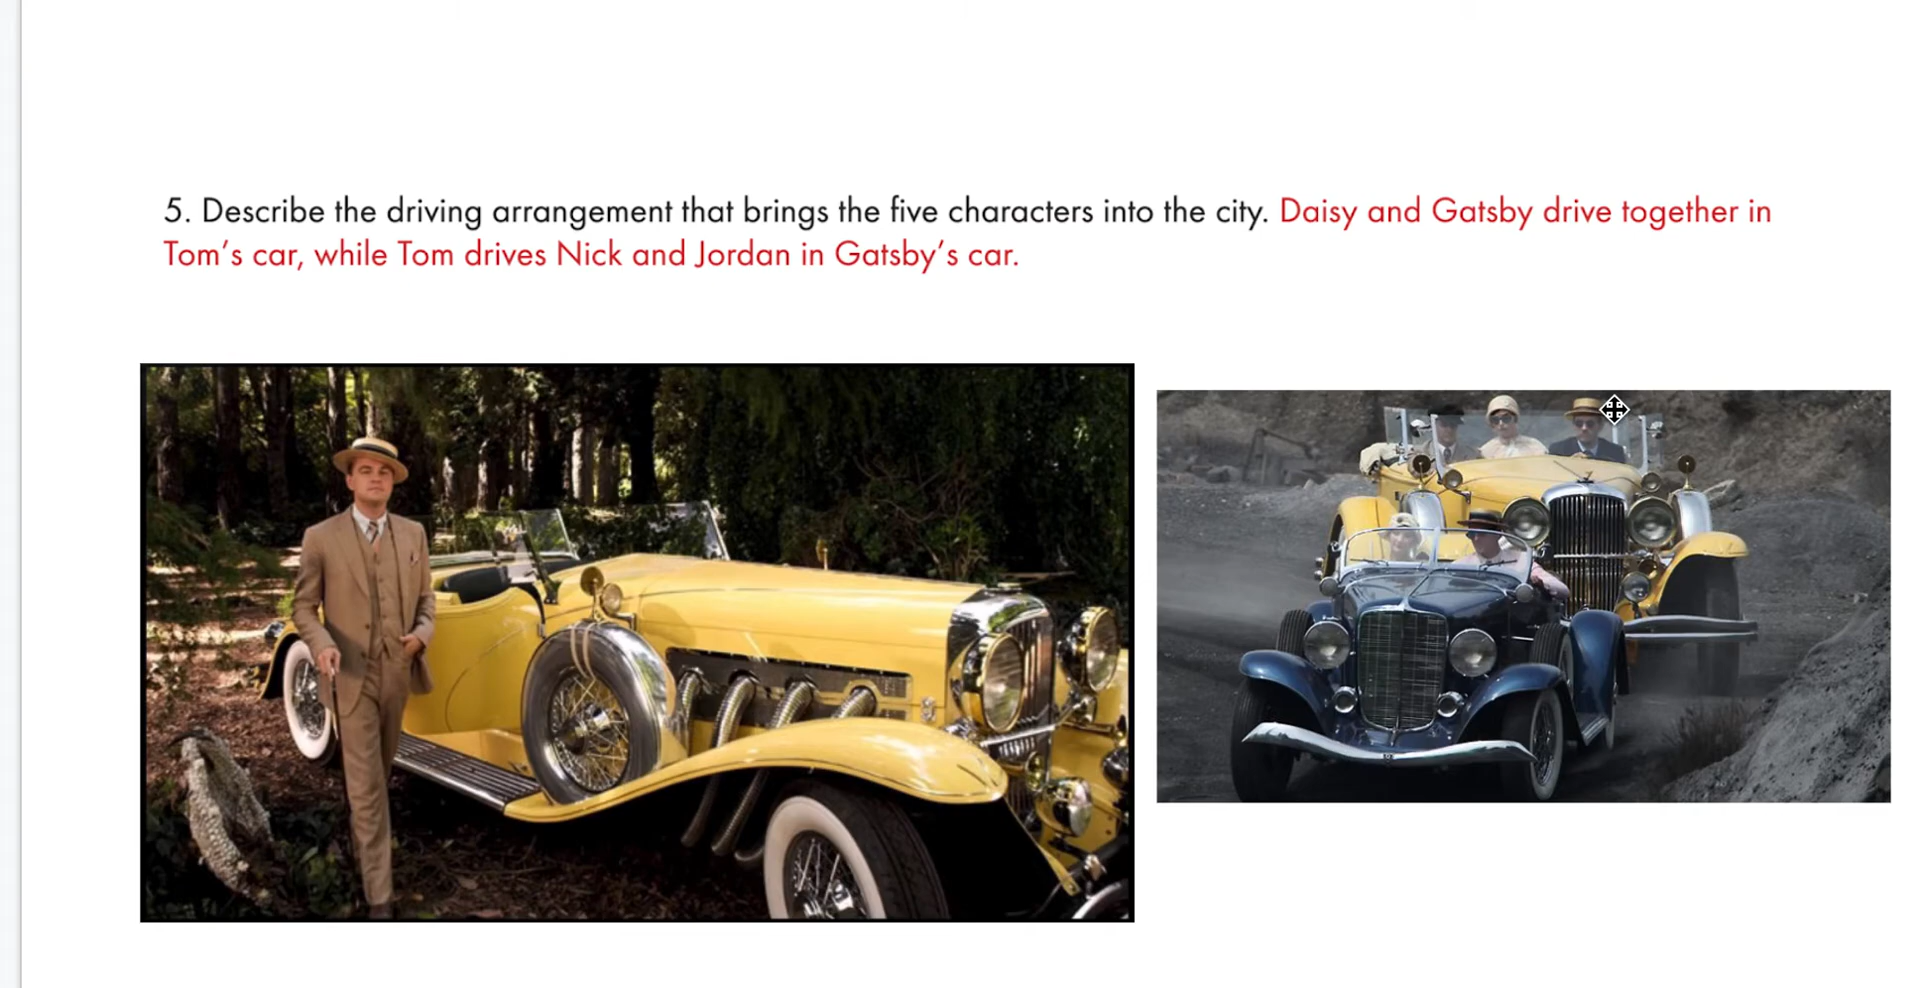 5. Describe the driving arrangement that brings the five characters into the city. Daisy and Gatsby drive together in
Tom’s car, while Tom drives Nick and Jordan in Gatsby’s car.